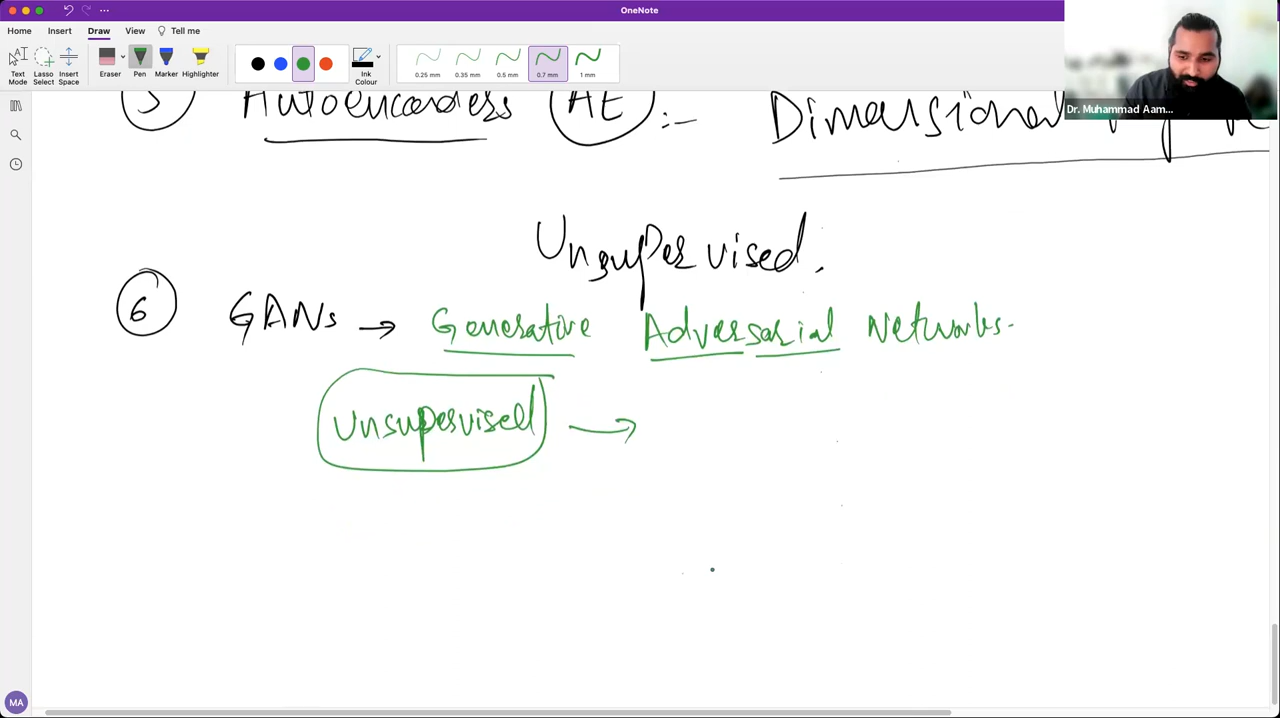 OneNote
Home Insert Draw View Tell me
Text Mode Lasso Select Insert Space Eraser Pen Marker Highlighter Ink Colour 0.25 mm 0.35 mm 0.5 mm 0.7 mm 1 mm
Dr. Muhammad Aam...
5 Autoencoders (AE) :- Dimensional
Unsupervised.
6 GANs → Generative Adversarial Networks.
Unsupervised →
MA